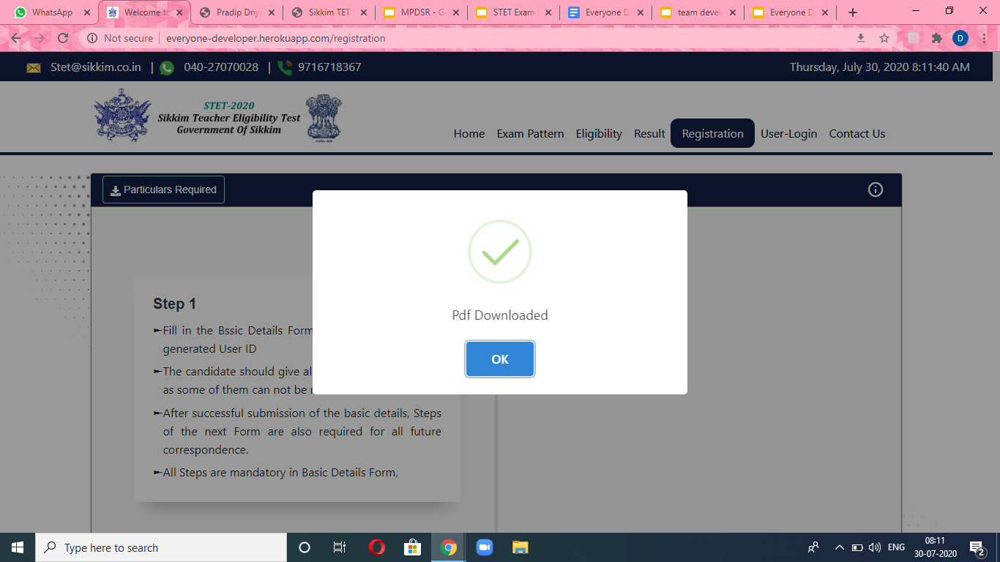 WhatsApp
Welcome to
Pradip Dnya
Sikkim TET
MPDSR - Go
STET Exam
Everyone D
team develo
Everyone D
Not secure
everyone-developer.herokuapp.com/registration
D
Stet@sikkim.co.in | 040-27070028 | 9716718367
Thursday, July 30, 2020 8:11:40 AM
STET-2020
Sikkim Teacher Eligibility Test
Government Of Sikkim
Home Exam Pattern Eligibility Result Registration User-Login Contact Us
Particulars Required
Pdf Downloaded
OK
Step 1
Fill in the Bssic Details Form
generated User ID
The candidate should give al
as some of them can not be
After successful submission of the basic details, Steps
of the next Form are also required for all future
correspondence.
All Steps are mandatory in Basic Details Form,
Type here to search
ENG
08:11
30-07-2020
2